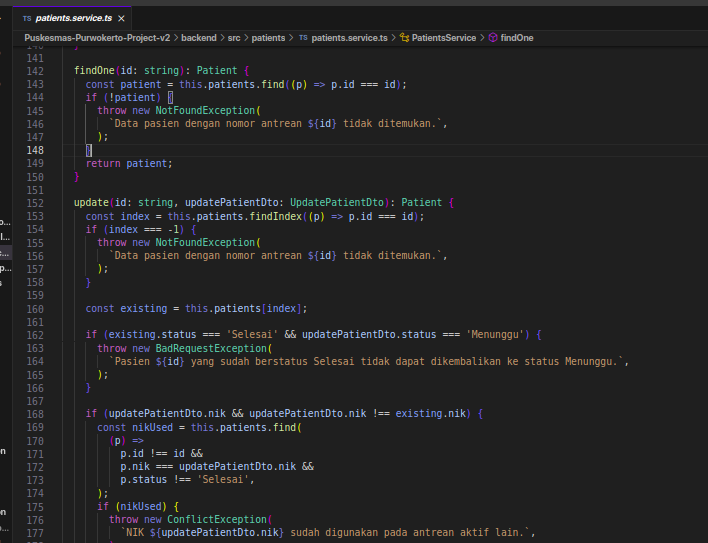 TS patients.service.ts ×
Puskesmas-Purwokerto-Project-v2 > backend > src > patients > TS patients.service.ts > PatientsService > findOne
140 }
141
142 findOne(id: string): Patient {
143 const patient = this.patients.find((p) => p.id === id);
144 if (!patient) {
145 throw new NotFoundException(
146 `Data pasien dengan nomor antrean ${id} tidak ditemukan.`,
147 );
148 }
149 return patient;
150 }
151
152 update(id: string, updatePatientDto: UpdatePatientDto): Patient {
153 const index = this.patients.findIndex((p) => p.id === id);
154 if (index === -1) {
155 throw new NotFoundException(
156 `Data pasien dengan nomor antrean ${id} tidak ditemukan.`,
157 );
158 }
159
160 const existing = this.patients[index];
161
162 if (existing.status === 'Selesai' && updatePatientDto.status === 'Menunggu') {
163 throw new BadRequestException(
164 `Pasien ${id} yang sudah berstatus Selesai tidak dapat dikembalikan ke status Menunggu.`,
165 );
166 }
167
168 if (updatePatientDto.nik && updatePatientDto.nik !== existing.nik) {
169 const nikUsed = this.patients.find(
170 (p) =>
171 p.id !== id &&
172 p.nik === updatePatientDto.nik &&
173 p.status !== 'Selesai',
174 );
175 if (nikUsed) {
176 throw new ConflictException(
177 `NIK ${updatePatientDto.nik} sudah digunakan pada antrean aktif lain.`,